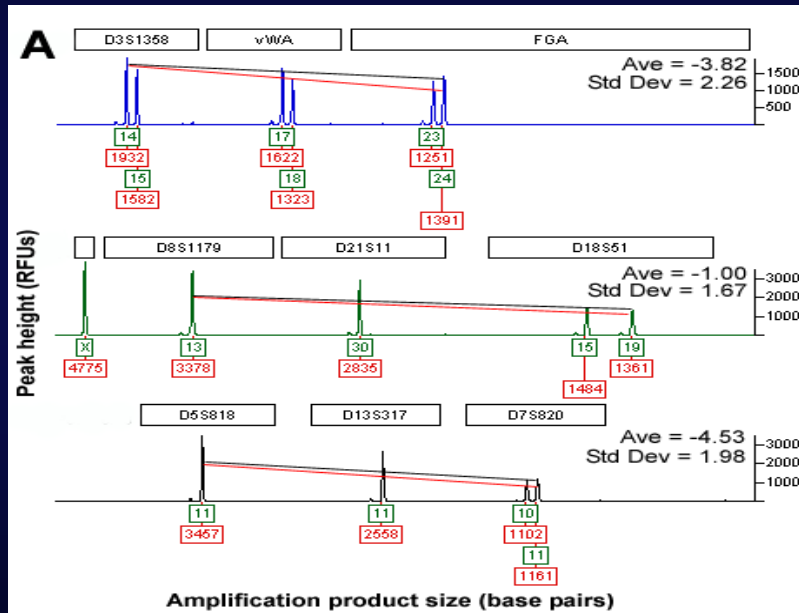 A
D3S1358 vWA FGA
Ave = -3.82
Std Dev = 2.26
1500
1000
500
14 17 23
1932 1622 1251
15 18 24
1582 1323 1391
D8S1179 D21S11 D18S51
Ave = -1.00
Std Dev = 1.67
3000
2000
1000
X 13 30 15 19
4775 3378 2835 1484 1361
D5S818 D13S317 D7S820
Ave = -4.53
Std Dev = 1.98
3000
2000
1000
11 11 10
3457 2558 1102
11
1161
Peak height (RFUs)
Amplification product size (base pairs)